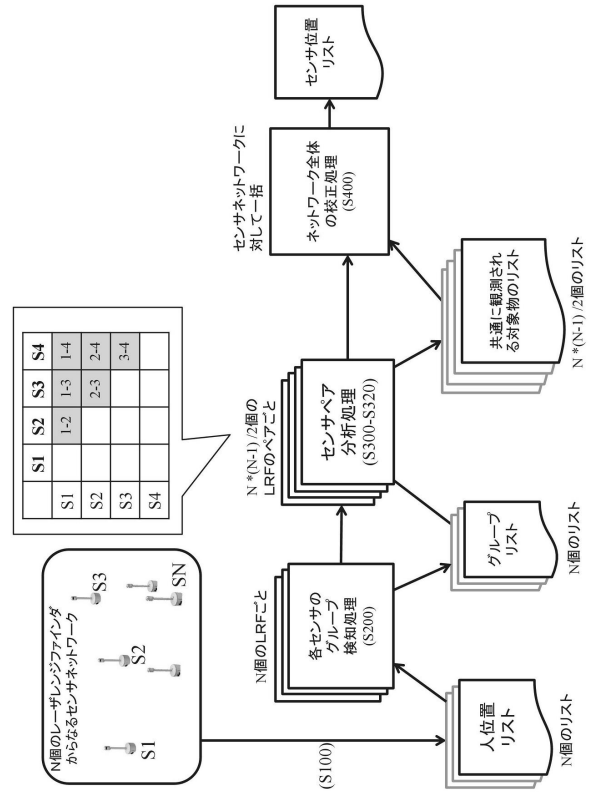 N個のレーザレンジファインダ
からなるセンサネットワーク
S1
S2
S3
SN
S1 S2 S3 S4
S1 1-2 1-3 1-4
S2 2-3 2-4
S3 3-4
S4
(S100)
人位置
リスト
N個のリスト
N個のLRFごと
各センサの
グループ
検知処理
(S200)
グループ
リスト
N個のリスト
N *(N-1) /2個の
LRFのペアごと
センサペア
分析処理
(S300-S320)
共通に観測され
る対象物のリスト
N *(N-1) /2個のリスト
センサネットワークに
対して一括
ネットワーク全体
の校正処理
(S400)
センサ位置
リスト